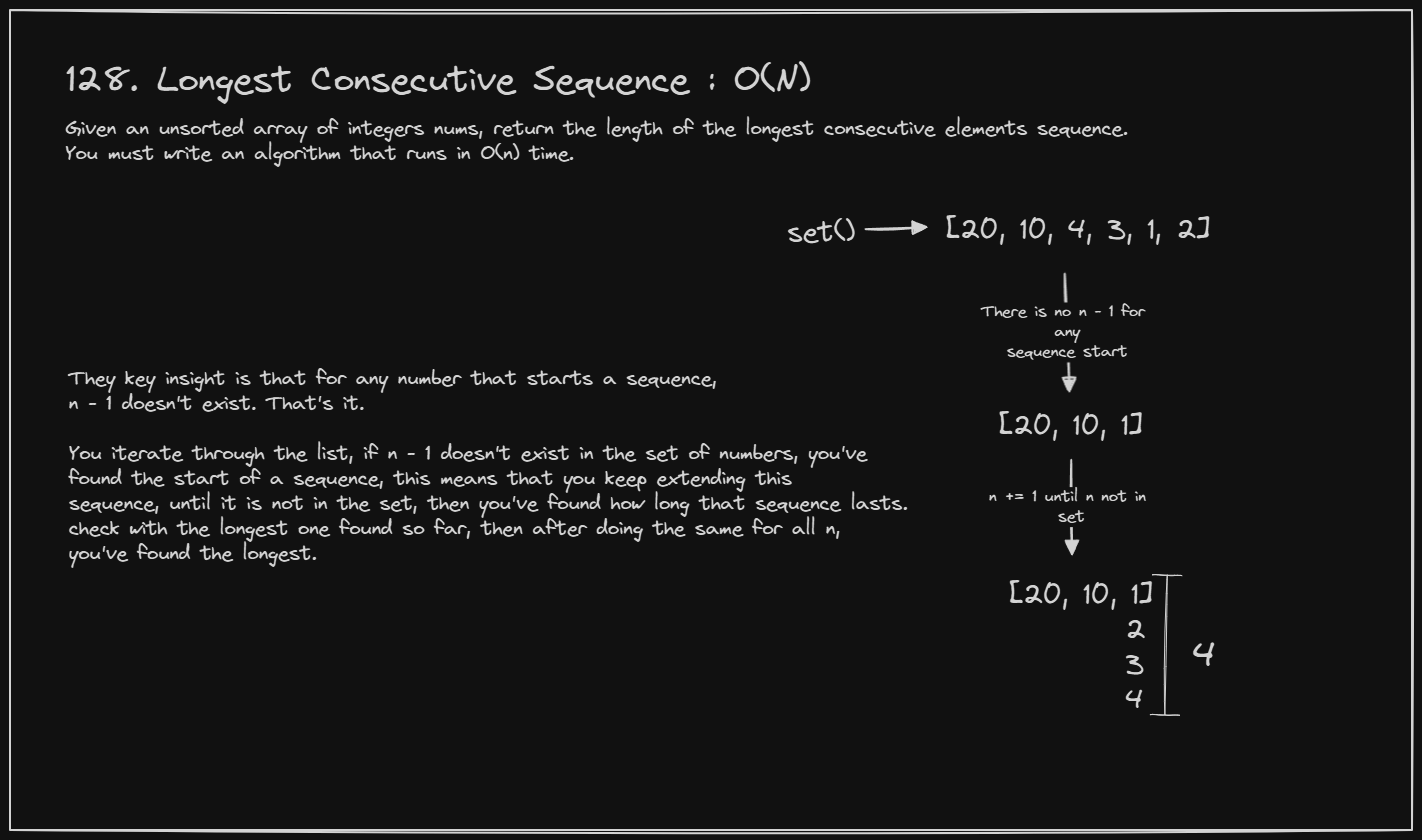 128. Longest Consecutive Sequence : O(N)
Given an unsorted array of integers nums, return the length of the longest consecutive elements sequence.
You must write an algorithm that runs in O(n) time.
set()
[20, 10, 4, 3, 1, 2]
There is no n - 1 for
any
sequence start
They key insight is that for any number that starts a sequence,
n - 1 doesn't exist. That's it.
[20, 10, 1]
You iterate through the list, if n - 1 doesn't exist in the set of numbers, you've
found the start of a sequence, this means that you keep extending this
sequence, until it is not in the set, then you've found how long that sequence lasts.
check with the longest one found so far, then after doing the same for all n,
you've found the longest.
n += 1 until n not in
set
[20, 10, 1]
2
3
4
4